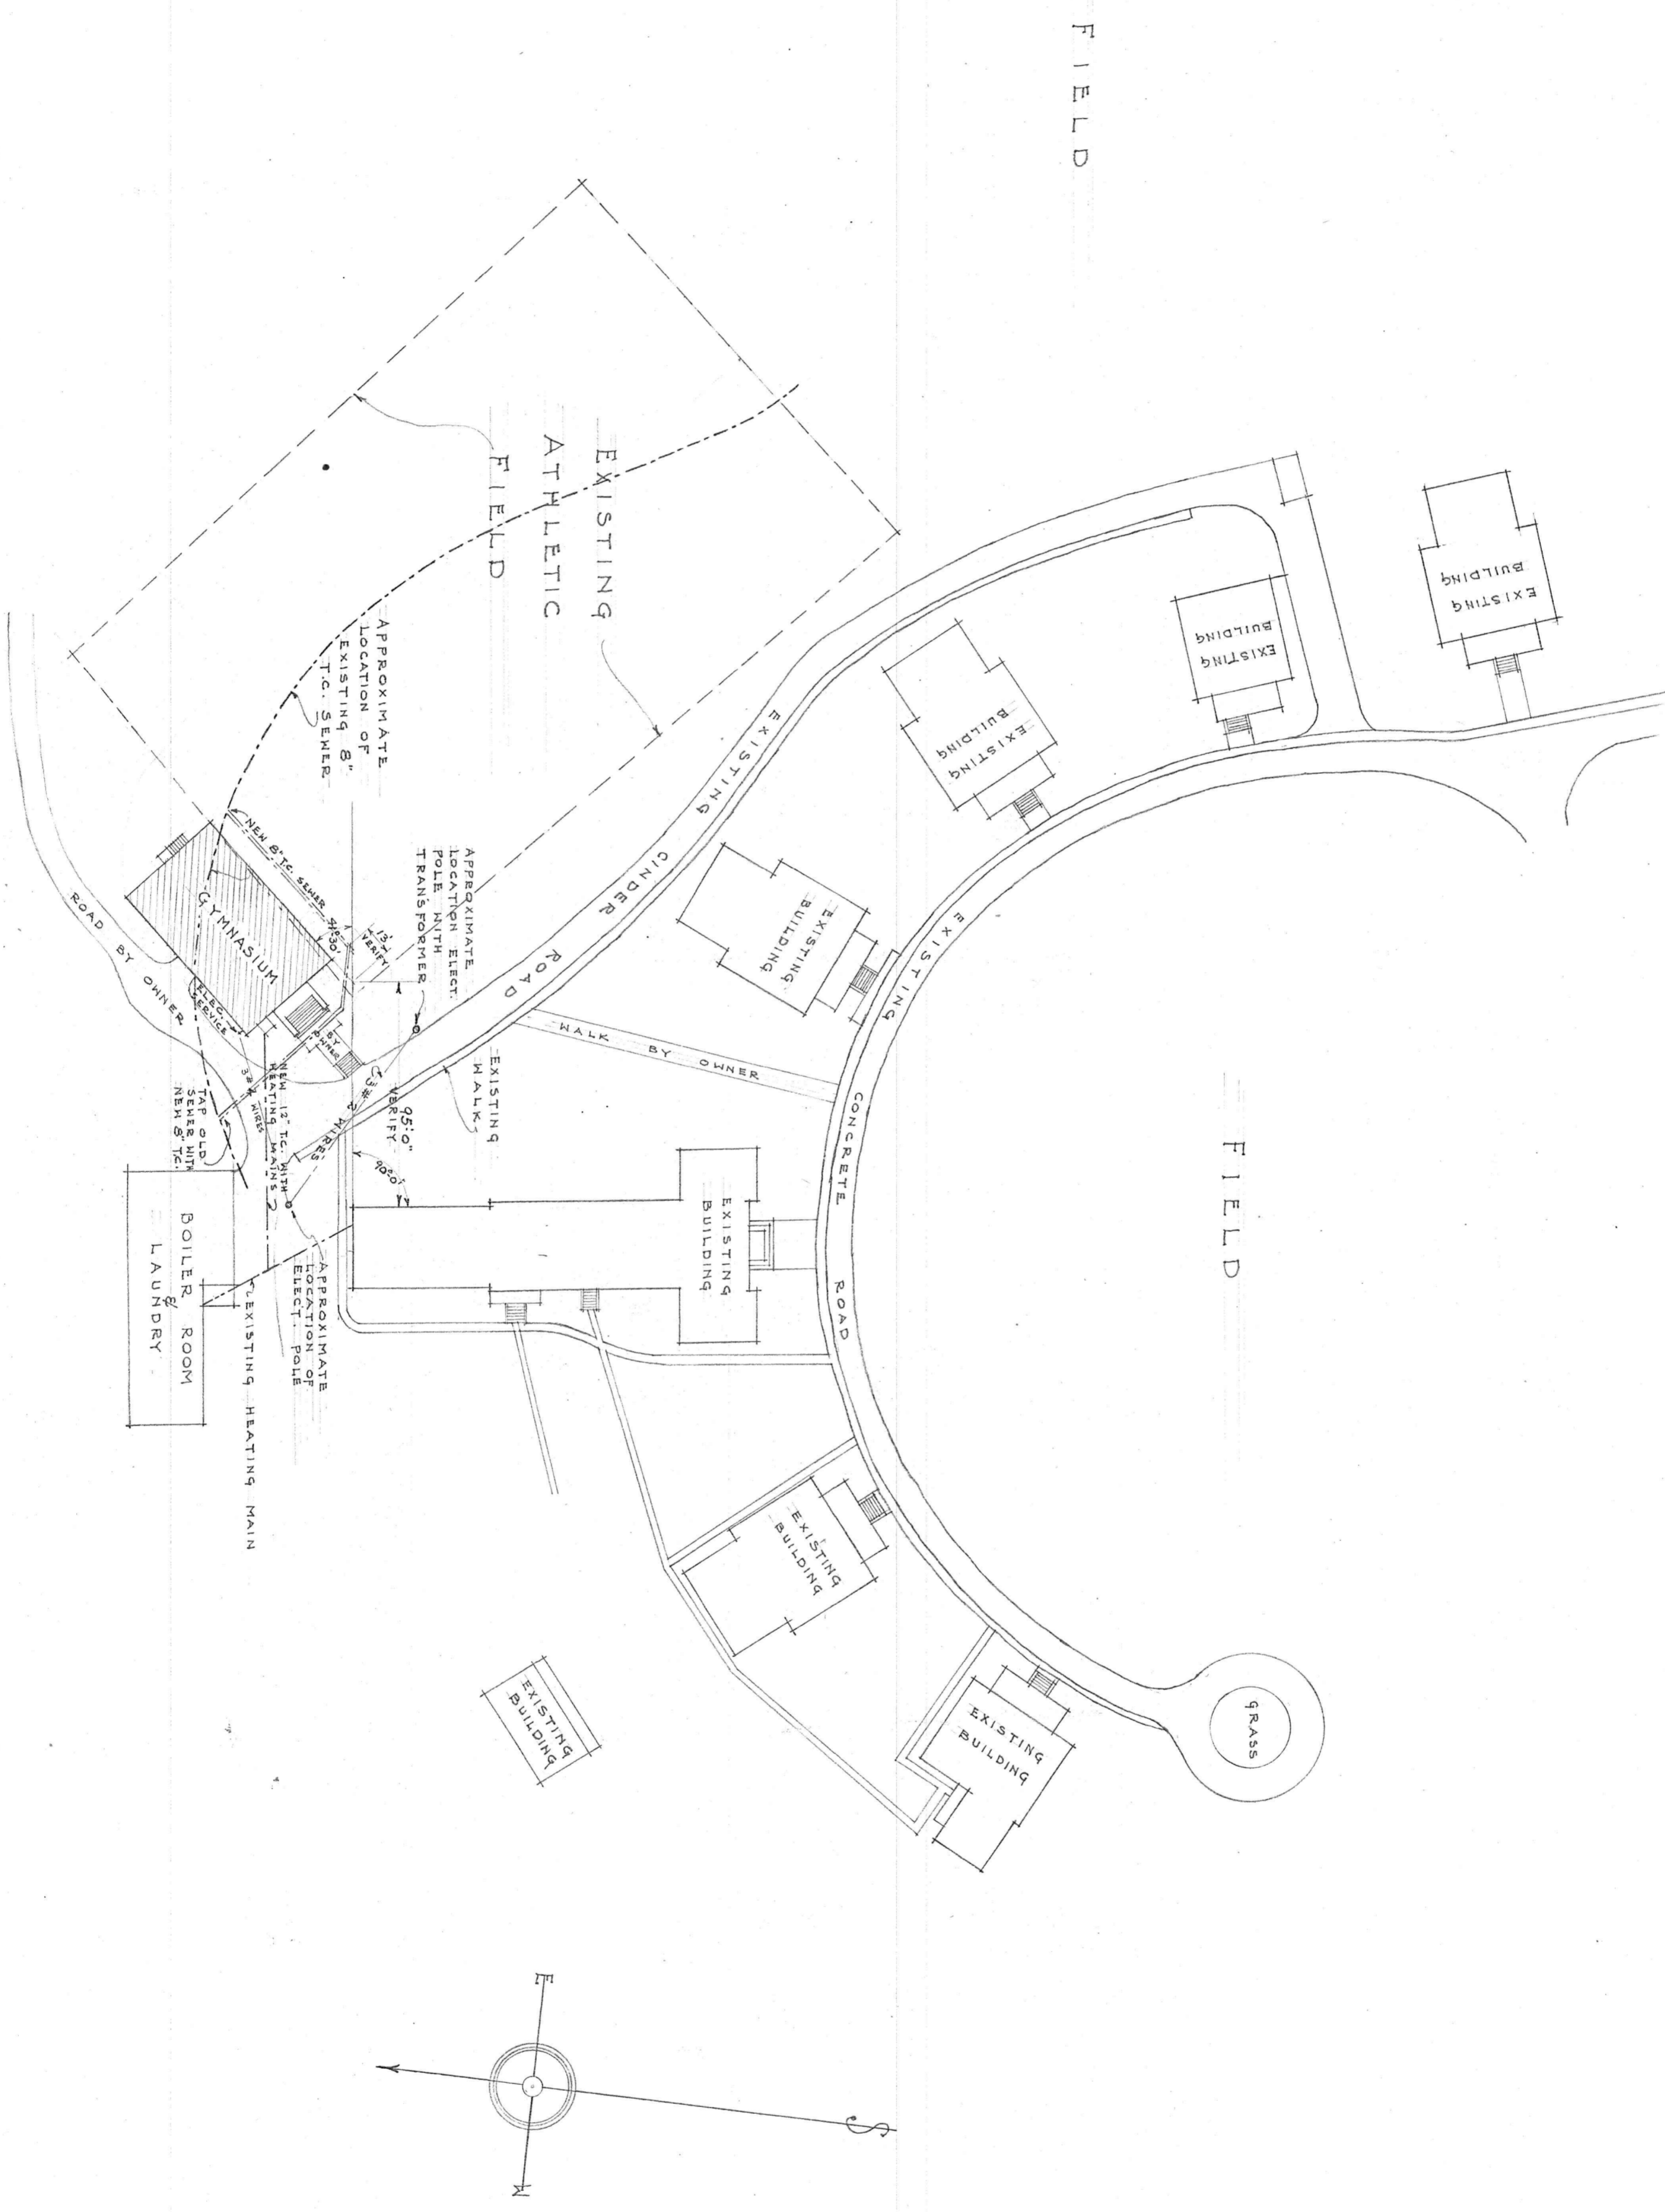 FIELD
EXISTING
ATHLETIC
FIELD
EXISTING
BUILDING
EXISTING
BUILDING
EXISTING
BUILDING
EXISTING
BUILDING
EXISTING CINDER ROAD
EXISTING CONCRETE ROAD
APPROXIMATE
LOCATION OF
EXISTING 8"
T.C. SEWER
NEW 8" T.C. SEWER
13'
VERIFY
GYMNASIUM
ELEC.
SERVICE
ROAD BY OWNER
BY
OWNER
APPROXIMATE
LOCATION ELECT.
POLE WITH
TRANSFORMER
WALK BY OWNER
EXISTING
WALK
95'-0"
VERIFY
90°-0'
WIRES
WIRES
NEW 12" T.C. WITH
HEATING MAINS
TAP OLD
SEWER WITH
NEW 8" T.C.
FIELD
EXISTING
BUILDING
BOILER ROOM
&
LAUNDRY
APPROXIMATE
LOCATION OF
ELECT. POLE
EXISTING HEATING MAIN
EXISTING
BUILDING
EXISTING
BUILDING
EXISTING
BUILDING
GRASS
E
S
W